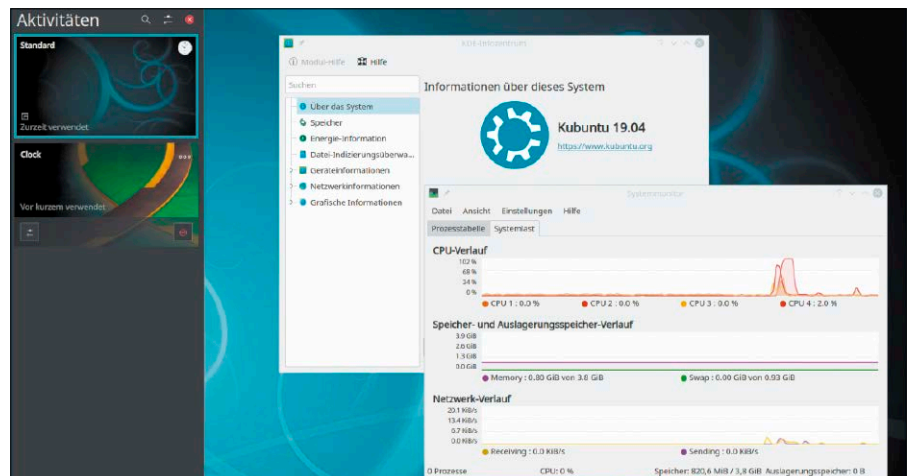 Aktivitäten
Standard
Zurzeit verwendet
Clock
Vor kurzem verwendet
KDE-Infozentrum
Modul-Hilfe Hilfe
Suchen
Über das System
Speicher
Energie-Information
Datei-Indizierungsüberwa...
Geräteinformationen
Netzwerkinformationen
Grafische Informationen
Informationen über dieses System
Kubuntu 19.04
https://www.kubuntu.org
Systemmonitor
Datei Ansicht Einstellungen Hilfe
Prozesstabelle Systemlast
CPU-Verlauf
102 %
68 %
34 %
0 %
CPU 1 : 0.0 % CPU 2 : 0.0 % CPU 3 : 0.0 % CPU 4 : 2.0 %
Speicher- und Auslagerungsspeicher-Verlauf
3.9 GiB
2.6 GiB
1.3 GiB
0.0 GiB
Memory : 0.80 GiB von 3.8 GiB Swap : 0.00 GiB von 0.93 GiB
Netzwerk-Verlauf
20.1 KiB/s
13.4 KiB/s
6.7 KiB/s
0.0 KiB/s
Receiving : 0.0 KiB/s Sending : 0.0 KiB/s
0 Prozesse CPU: 0 % Speicher: 820,6 MiB / 3,8 GiB Auslagerungsspeicher: 0 B